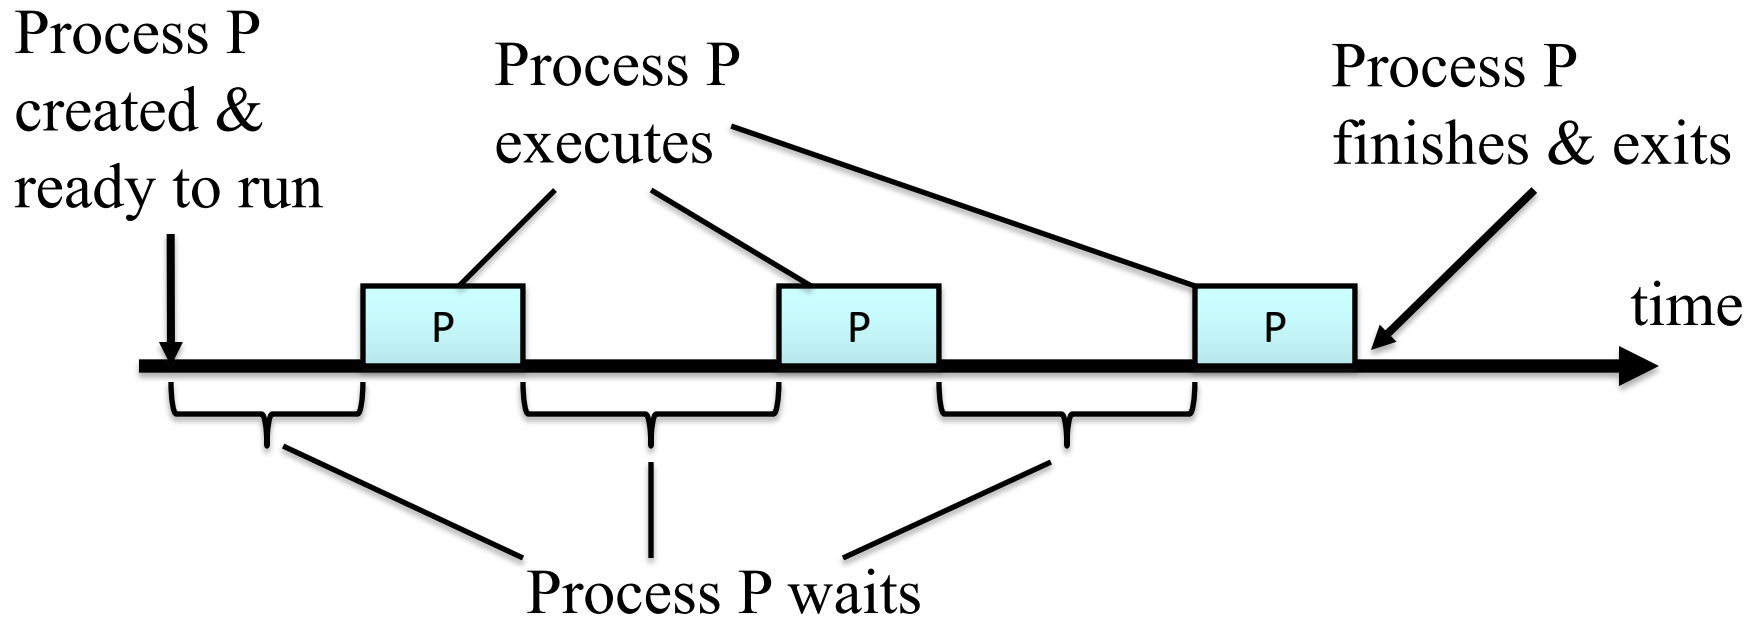 Process P
created &
ready to run
Process P
executes
Process P
finishes & exits
time
P
P
P
Process P waits